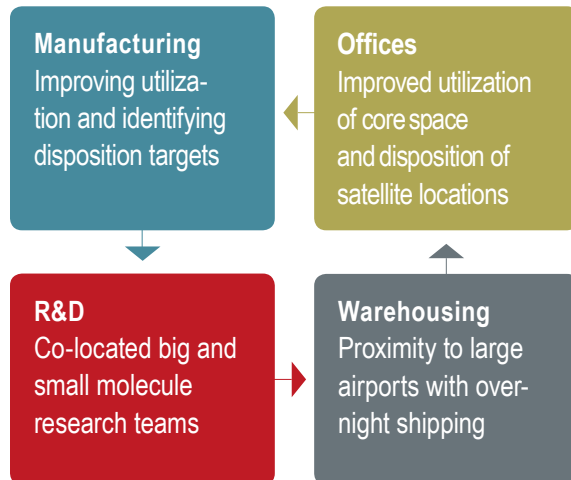 Manufacturing
Improving utiliza-
tion and identifying
disposition targets
Offices
Improved utilization
of core space
and disposition of
satellite locations
R&D
Co-located big and
small molecule
research teams
Warehousing
Proximity to large
airports with over-
night shipping